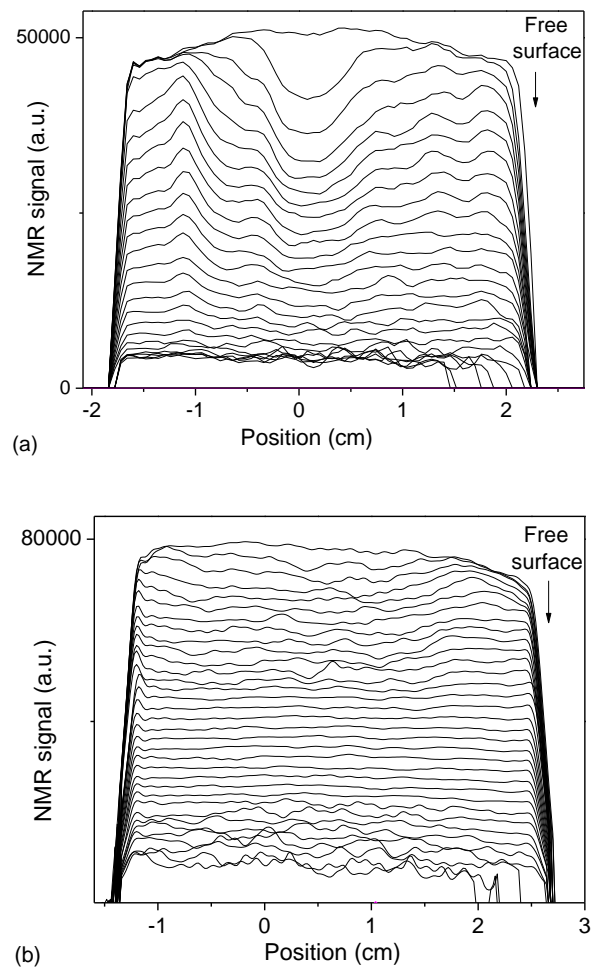 50000
Free
surface
NMR signal (a.u.)
0
-2 -1 0 1 2
Position (cm)
(a)
80000
Free
surface
NMR signal (a.u.)
-1 0 1 2 3
Position (cm)
(b)